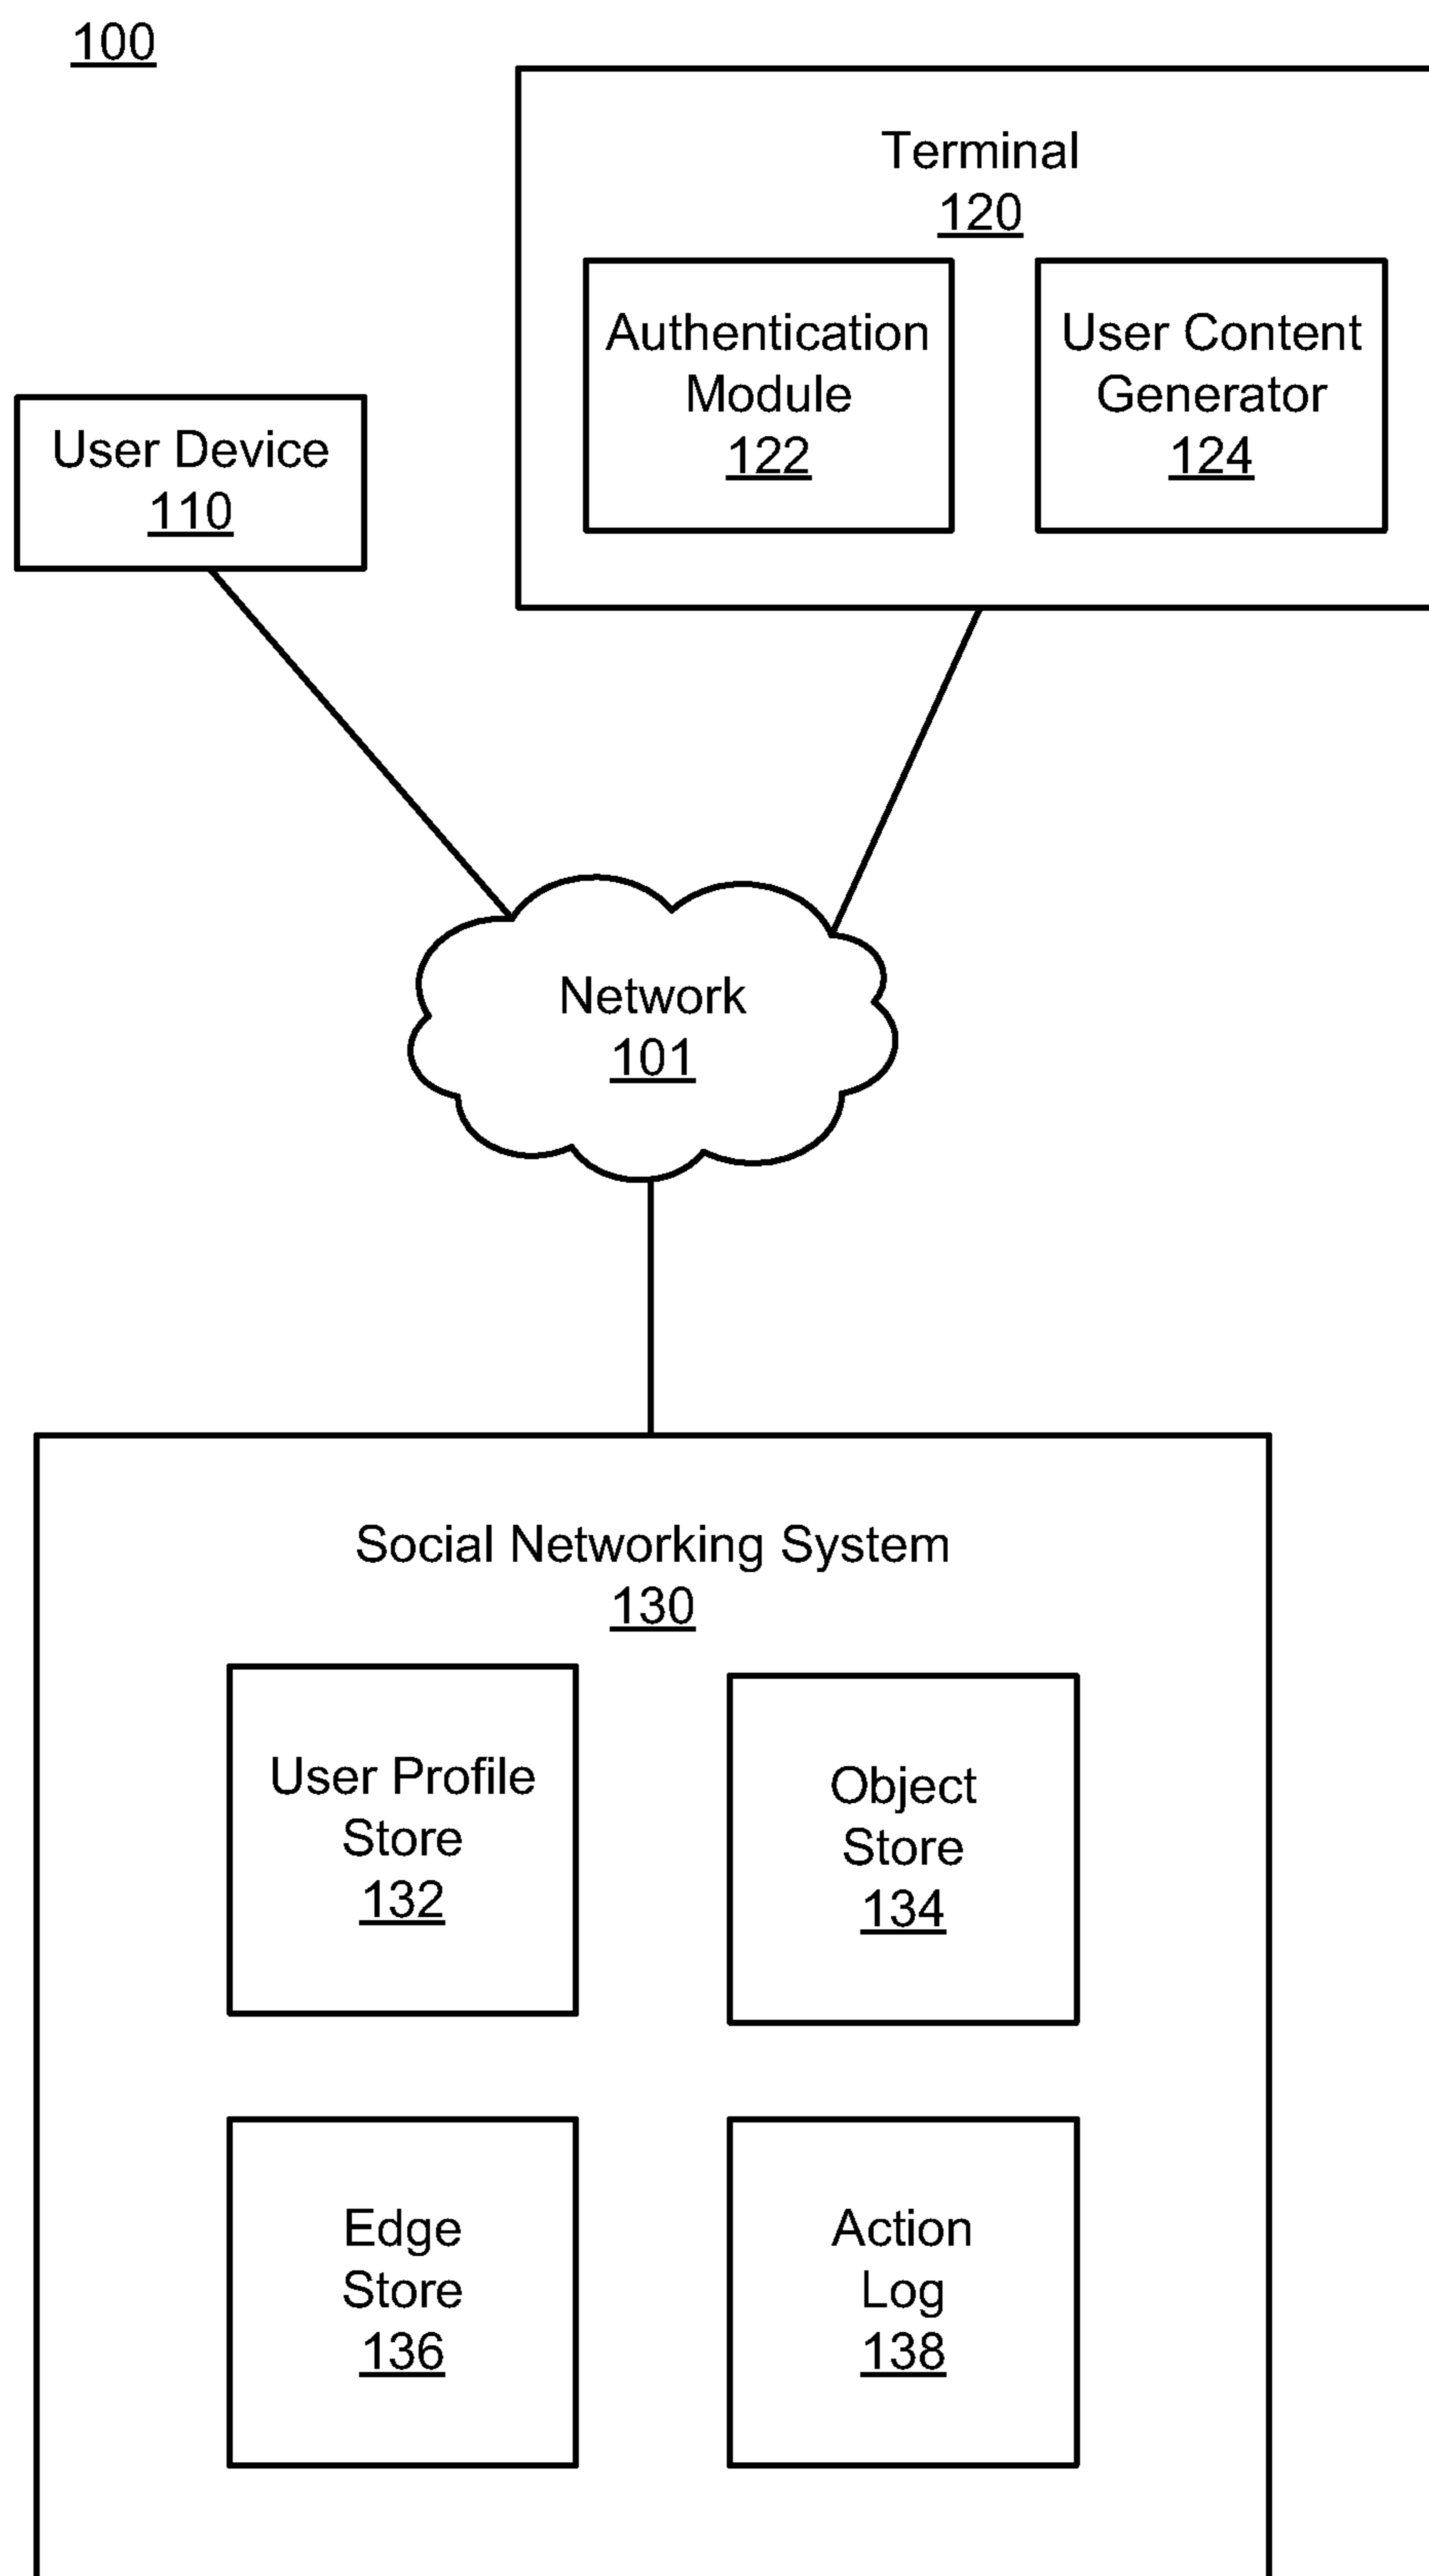 100
Terminal
120
Authentication
Module
122
User Content
Generator
124
User Device
110
Network
101
Social Networking System
130
User Profile
Store
132
Object
Store
134
Edge
Store
136
Action
Log
138